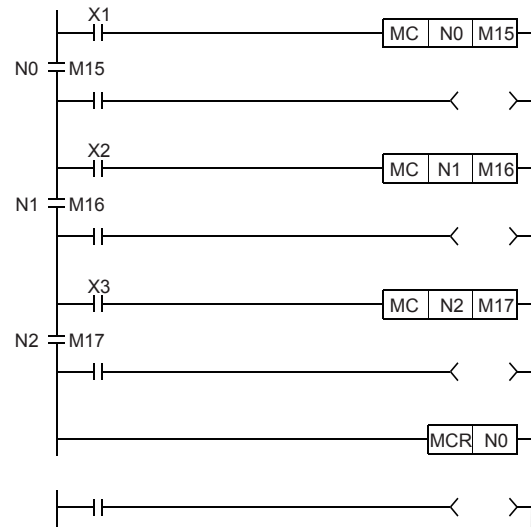 X1
MC N0 M15
N0 M15
X2
MC N1 M16
N1 M16
X3
MC N2 M17
N2 M17
MCR N0